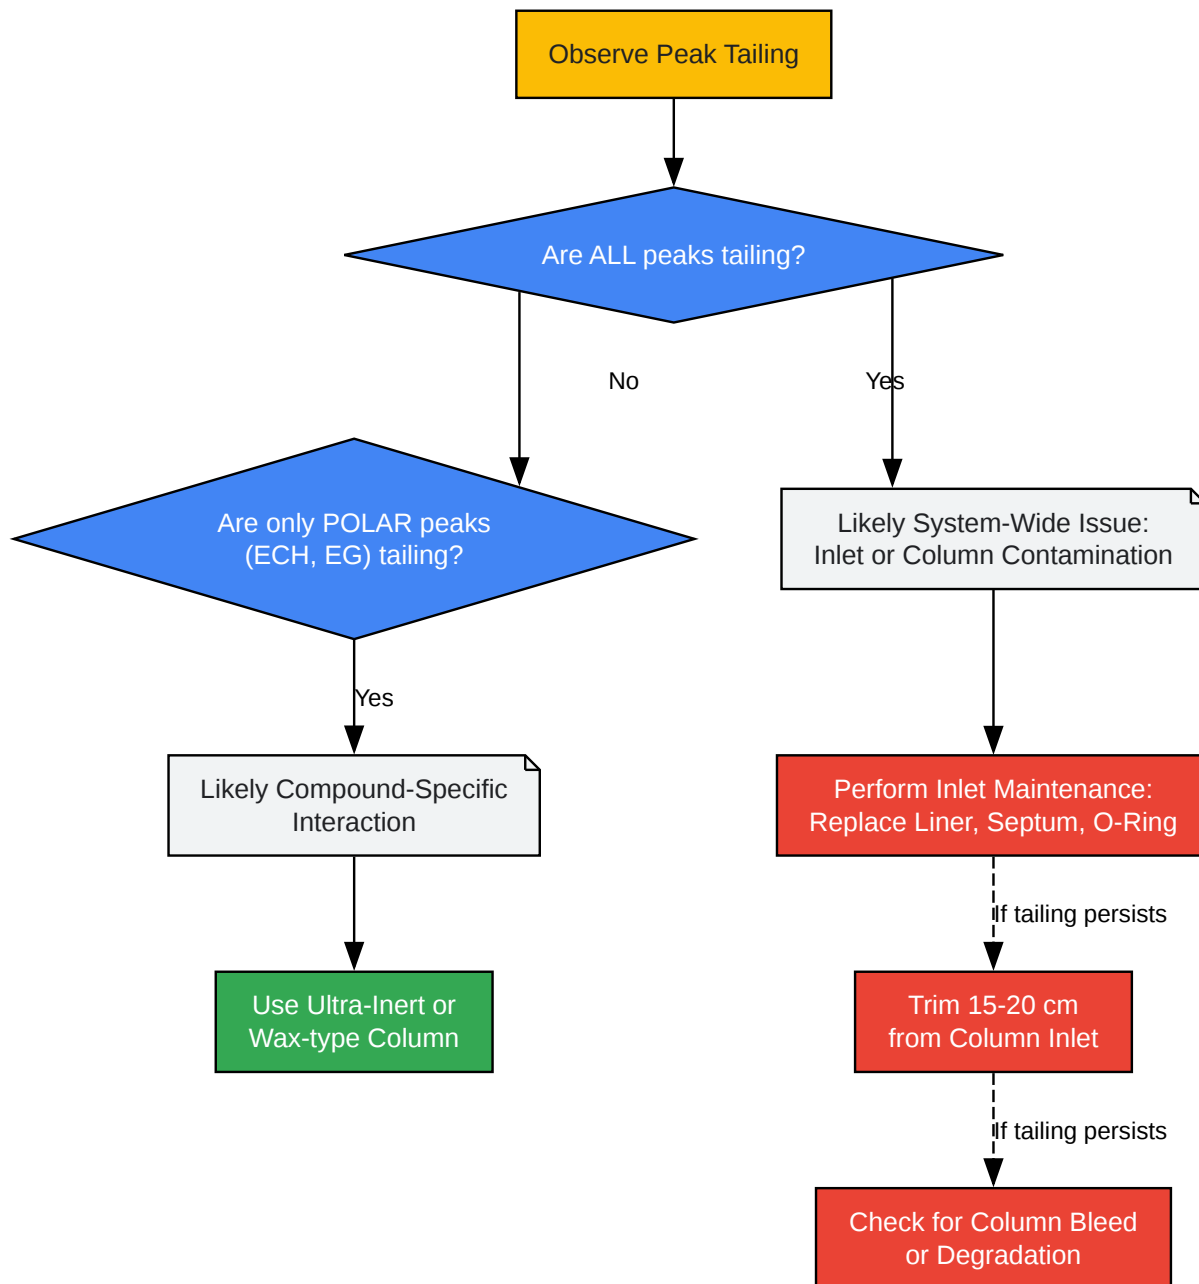 Observe Peak Tailing
Are ALL peaks tailing?
No
Yes
Are only POLAR peaks
(ECH, EG) tailing?
Likely System-Wide Issue:
Inlet or Column Contamination
Yes
Likely Compound-Specific
Interaction
Perform Inlet Maintenance:
Replace Liner, Septum, O-Ring
If tailing persists
Use Ultra-Inert or
Wax-type Column
Trim 15-20 cm
from Column Inlet
If tailing persists
Check for Column Bleed
or Degradation